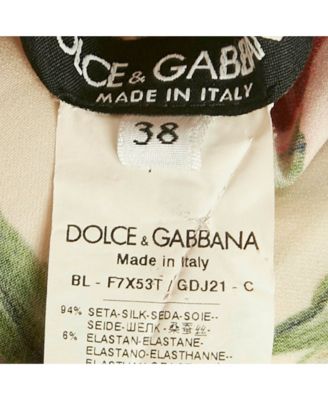 DOLCE & GABBANA
MADE IN ITALY
38
DOLCE & GABBANA
Made in Italy
BL - F7X53T / GDJ21 - C
94% SETA-SILK-SEDA-SOIE--
SEIDE-ШЕЛК-桑蚕丝-
6% ELASTAN-ELASTANE-
ELASTANO-ELASTHANNE--